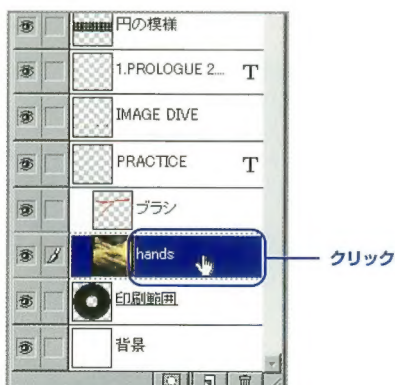 円の模様
1.PROLOGUE 2... T
IMAGE DIVE
PRACTICE T
ブラシ
hands
クリック
印刷範囲
背景